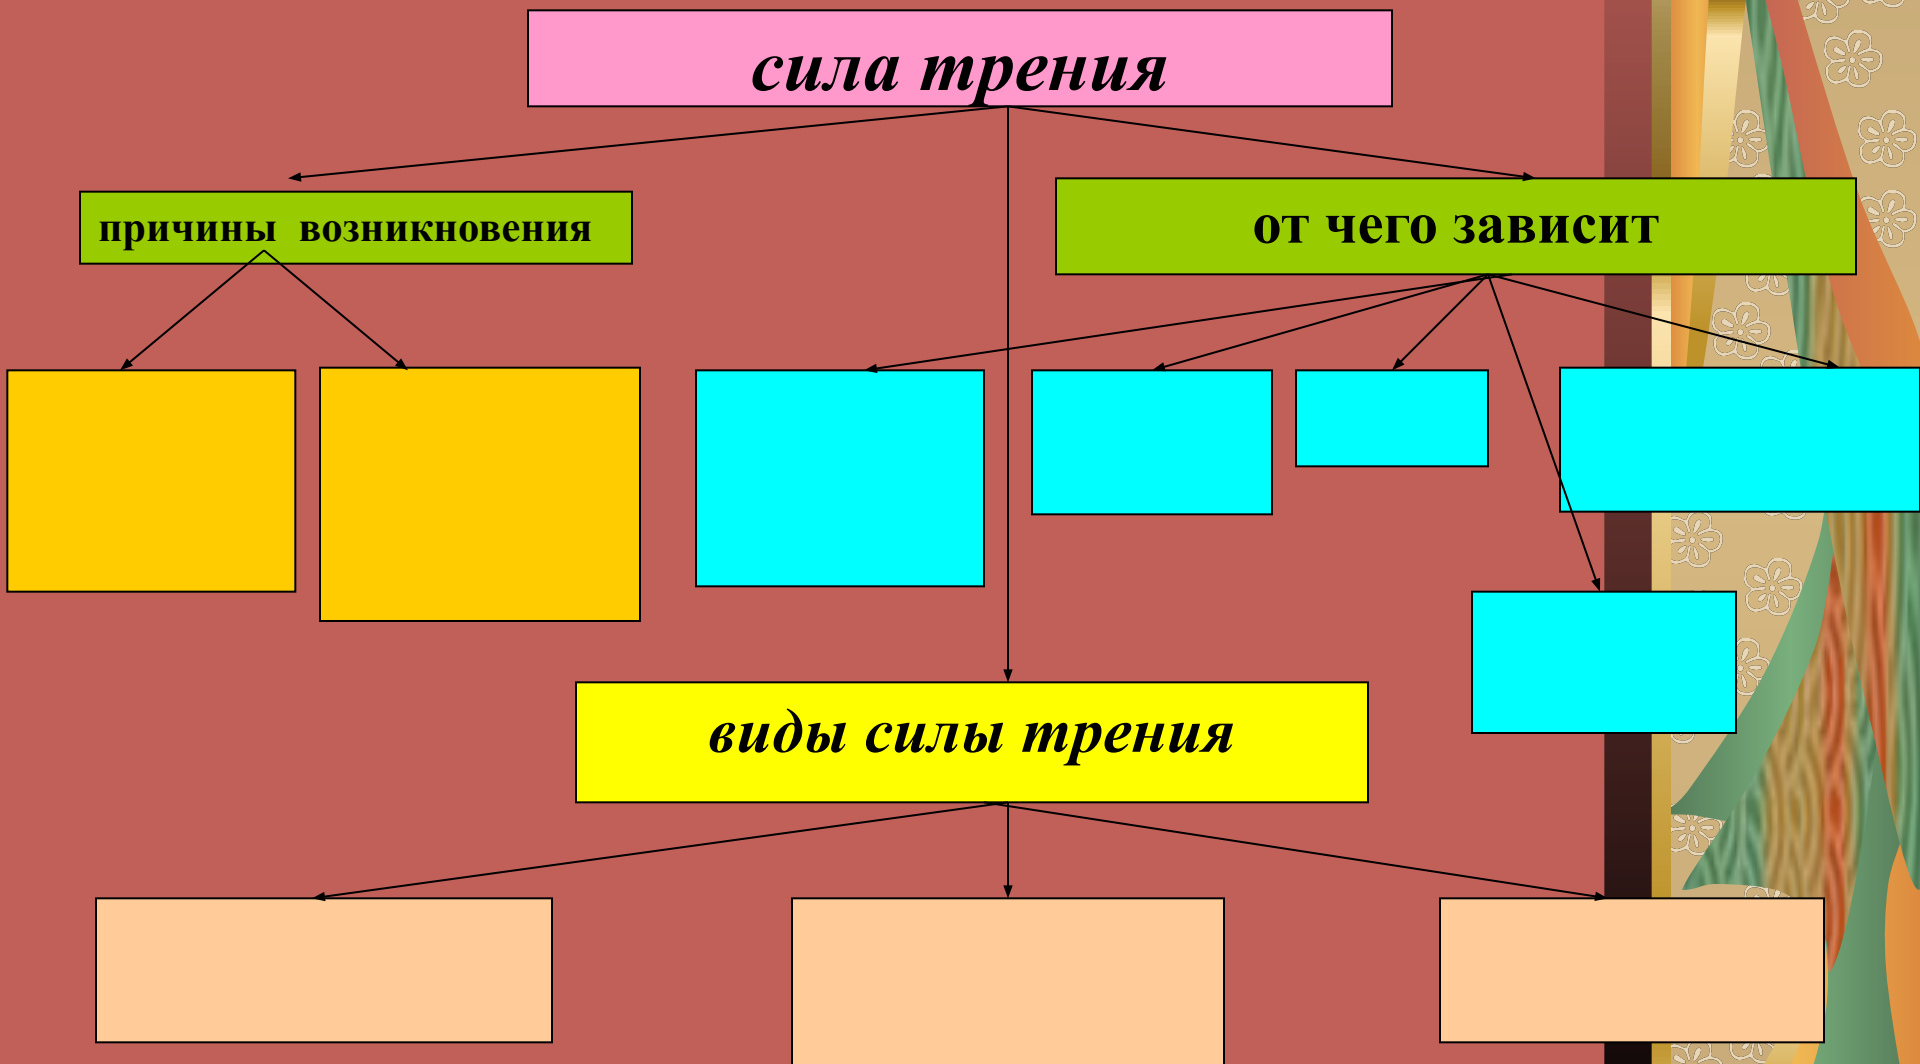 сила трения
причины возникновения
от чего зависит
виды силы трения